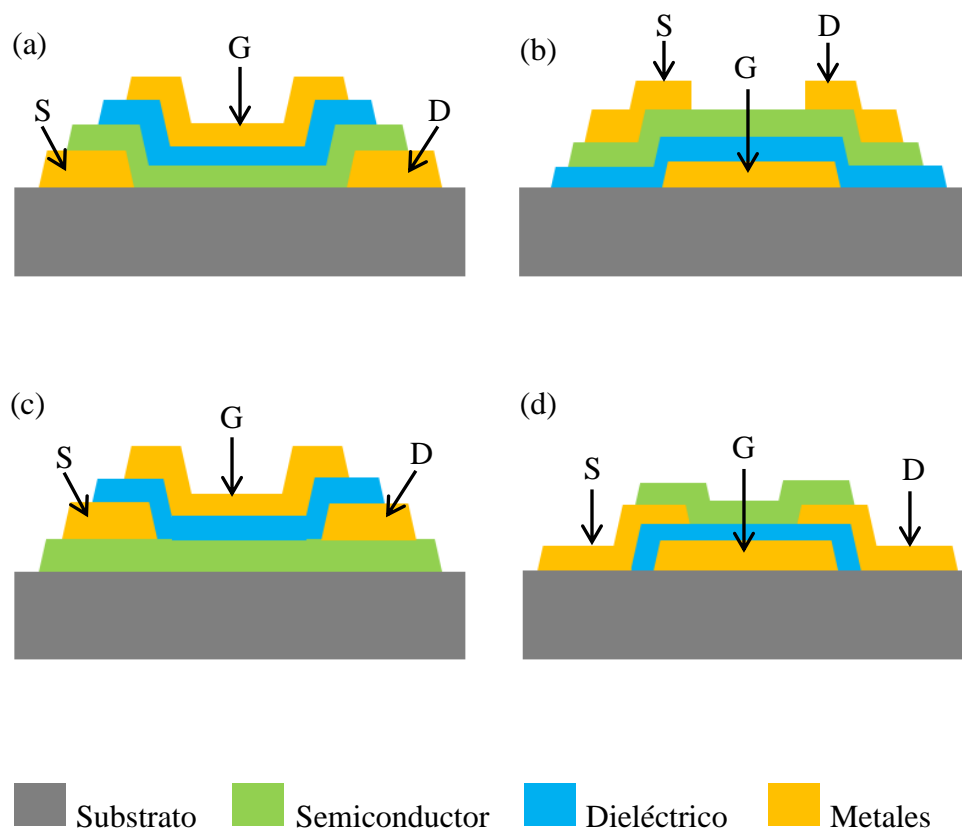 (a)
G
S
D
(b)
S
D
G
(c)
G
S
D
(d)
G
S
D
Substrato
Semiconductor
Dieléctrico
Metales